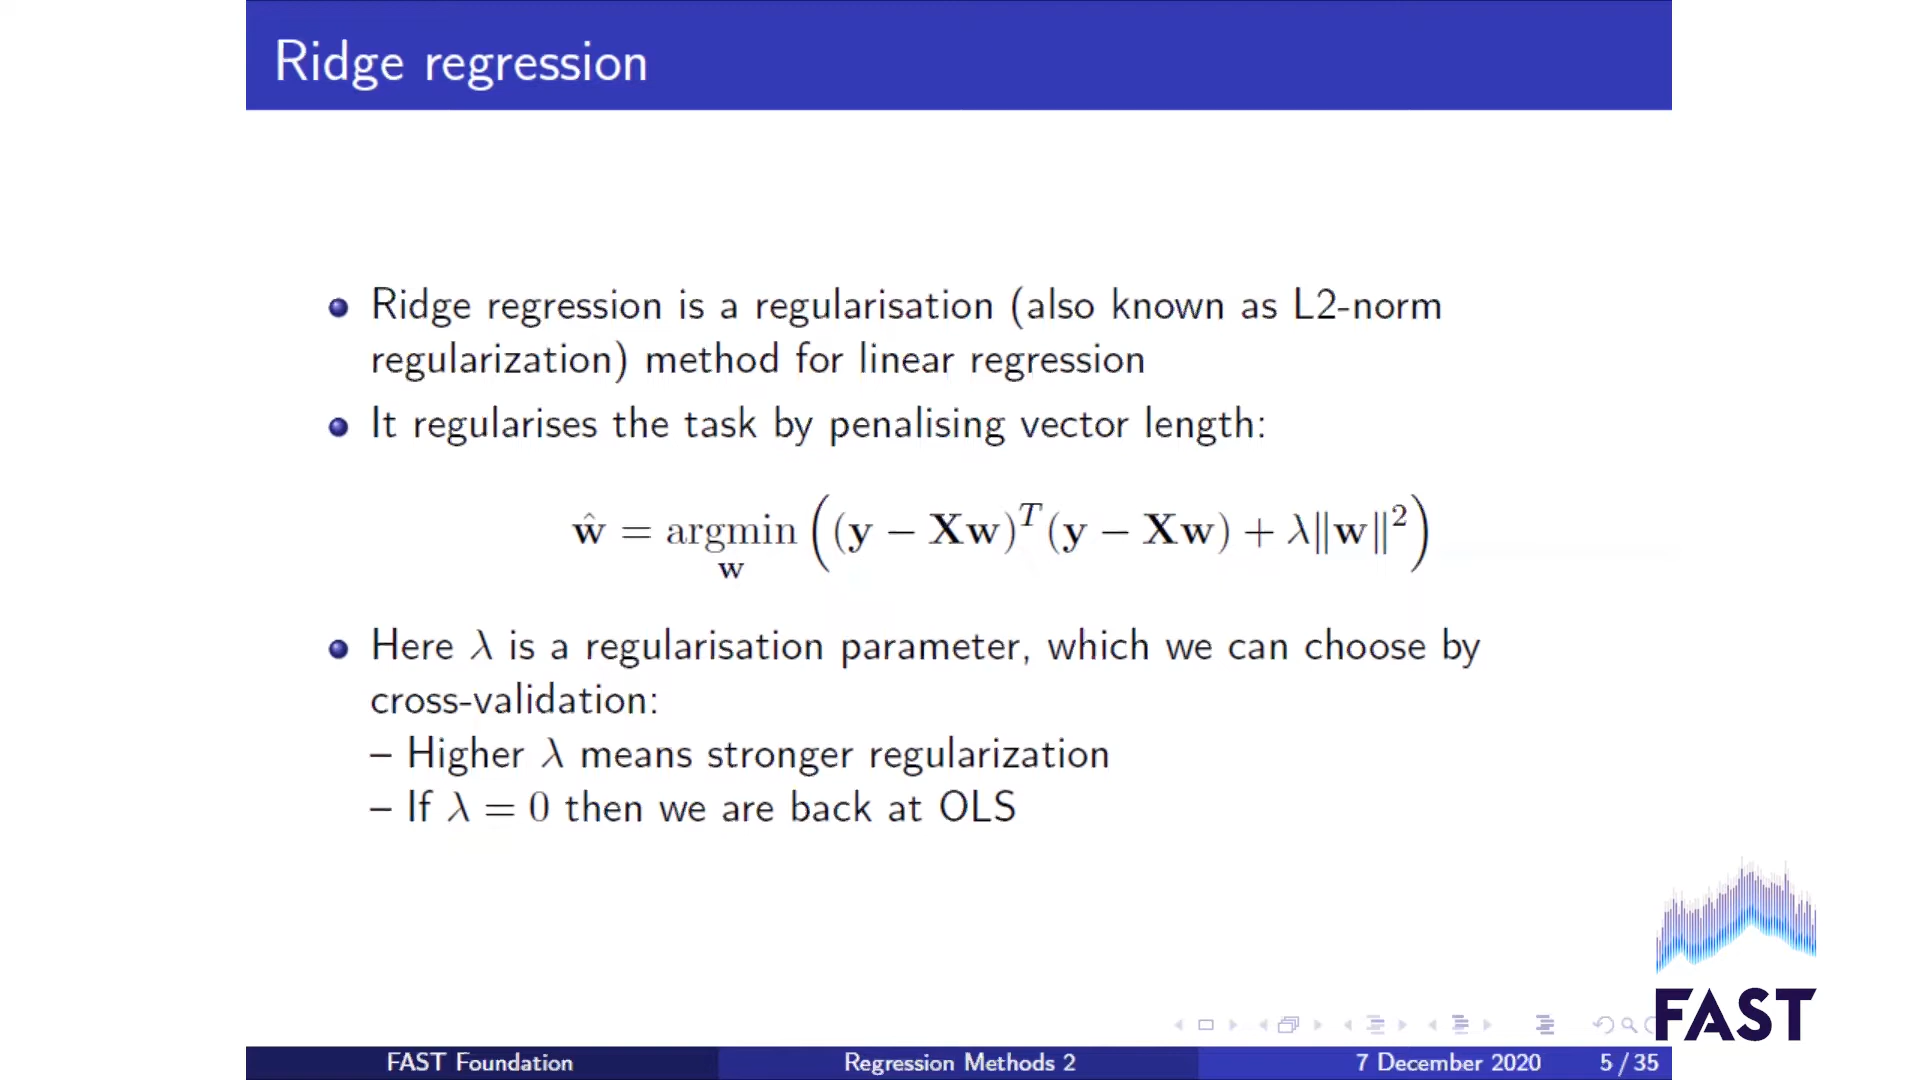 Ridge regression
Ridge regression is a regularisation (also known as L2-norm
regularization) method for linear regression
It regularises the task by penalising vector length:
ŵ = argmin ((y − Xw)^T (y − Xw) + λ‖w‖²)
w
Here λ is a regularisation parameter, which we can choose by
cross-validation:
– Higher λ means stronger regularization
– If λ = 0 then we are back at OLS
FAST
FAST Foundation Regression Methods 2 7 December 2020 5 / 35